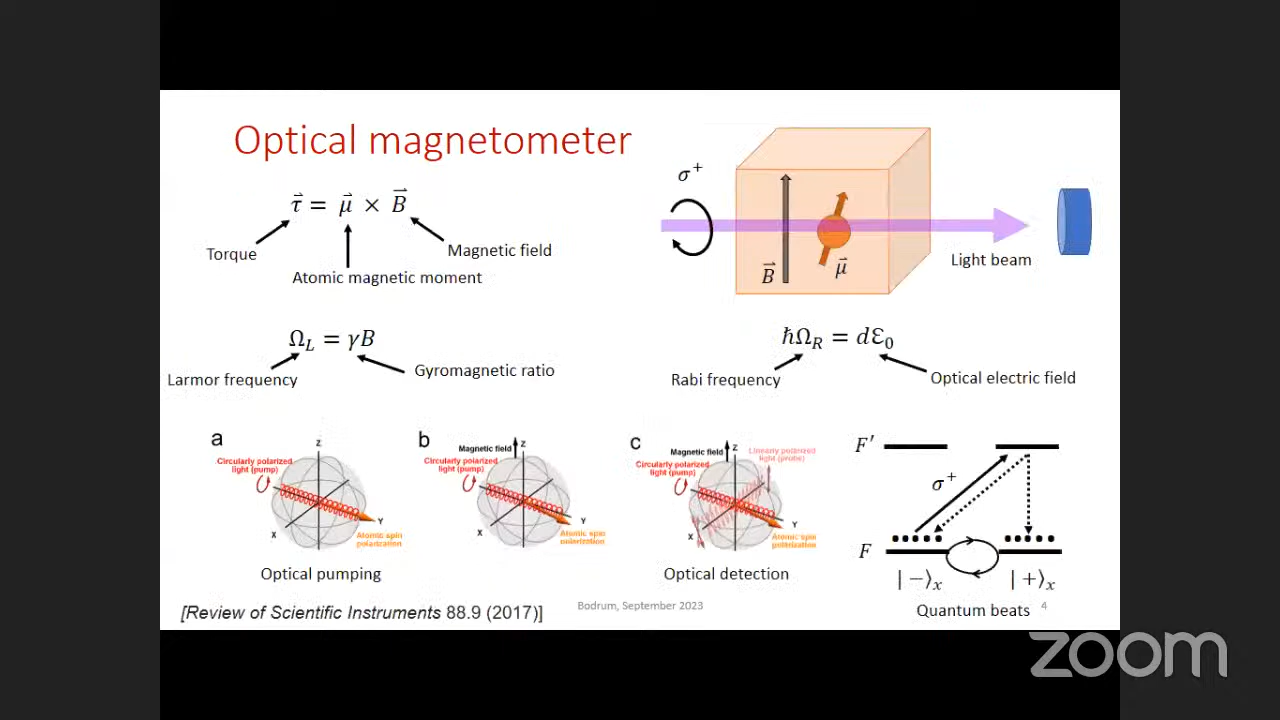 Optical magnetometer
σ⁺
τ⃗ = μ⃗ × B⃗
Torque
Magnetic field
Atomic magnetic moment
B⃗
μ⃗
Light beam
Ω_L = γB
Larmor frequency
Gyromagnetic ratio
ħΩ_R = dƐ₀
Rabi frequency
Optical electric field
a
Z
Circularly polarized
light (pump)
X
Y
Atomic spin
polarization
Optical pumping
b
Magnetic field
Z
Circularly polarized
light (pump)
X
Y
Atomic spin
polarization
c
Magnetic field
Z
Linearly polarized
light (probe)
Circularly polarized
light (pump)
X
Y
Atomic spin
polarization
Optical detection
F′
σ⁺
F
|−⟩ₓ
|+⟩ₓ
Quantum beats
[Review of Scientific Instruments 88.9 (2017)]
Bodrum, September 2023
4
zoom